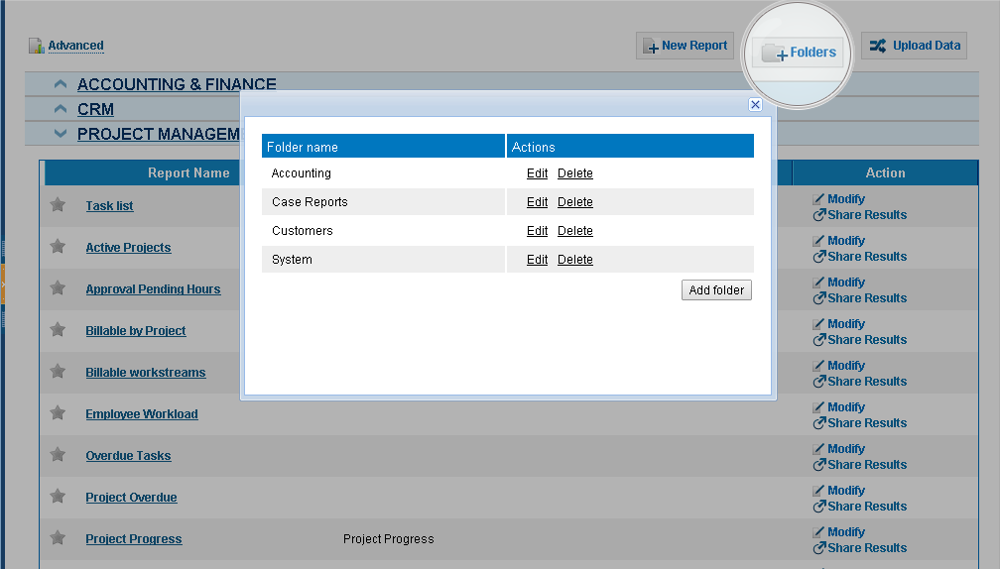 Advanced
New Report
Folders
Upload Data
ACCOUNTING & FINANCE
CRM
PROJECT MANAGEM
Folder name Actions
Accounting Edit Delete
Case Reports Edit Delete
Customers Edit Delete
System Edit Delete
Add folder
Report Name Action
Task list Modify
Share Results
Active Projects Modify
Share Results
Approval Pending Hours Modify
Share Results
Billable by Project Modify
Share Results
Billable workstreams Modify
Share Results
Employee Workload Modify
Share Results
Overdue Tasks Modify
Share Results
Project Overdue Modify
Share Results
Project Progress Project Progress Modify
Share Results